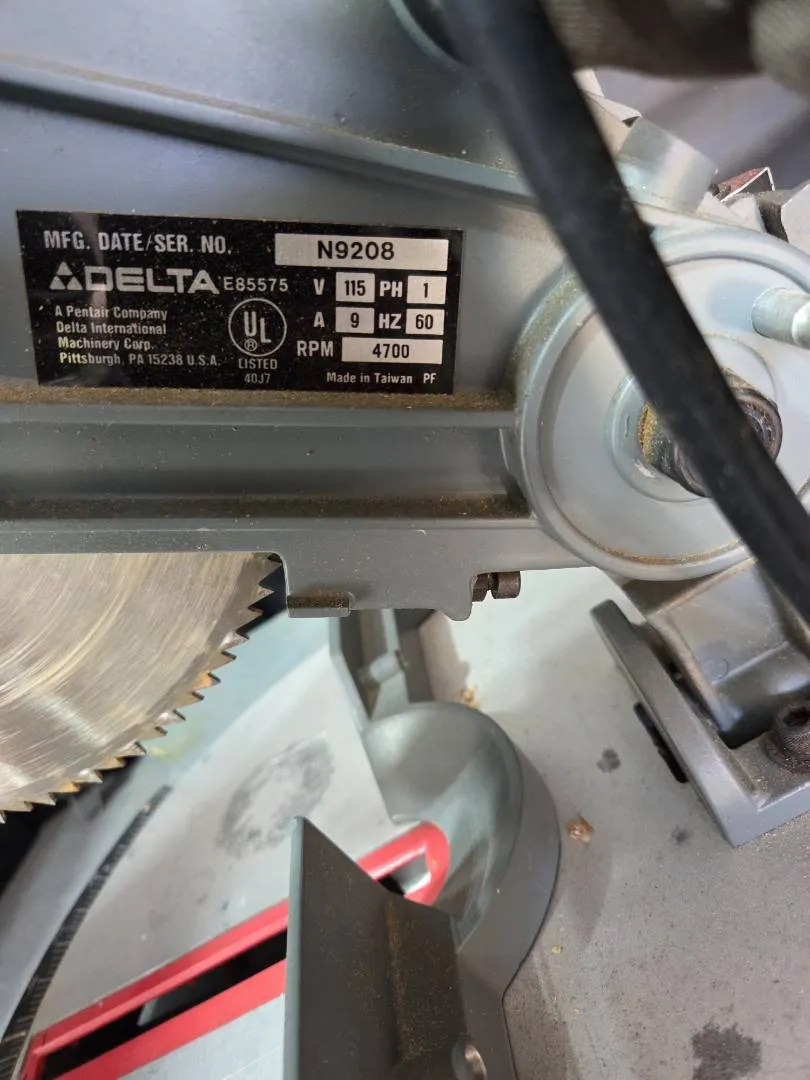 MFG. DATE/SER. NO. N9208
DELTA E85575 V 115 PH 1
A Pentair Company
Delta International
Machinery Corp.
Pittsburgh, PA 15238 U.S.A.
UL
®
LISTED
40J7
A 9 HZ 60
RPM 4700
Made in Taiwan PF